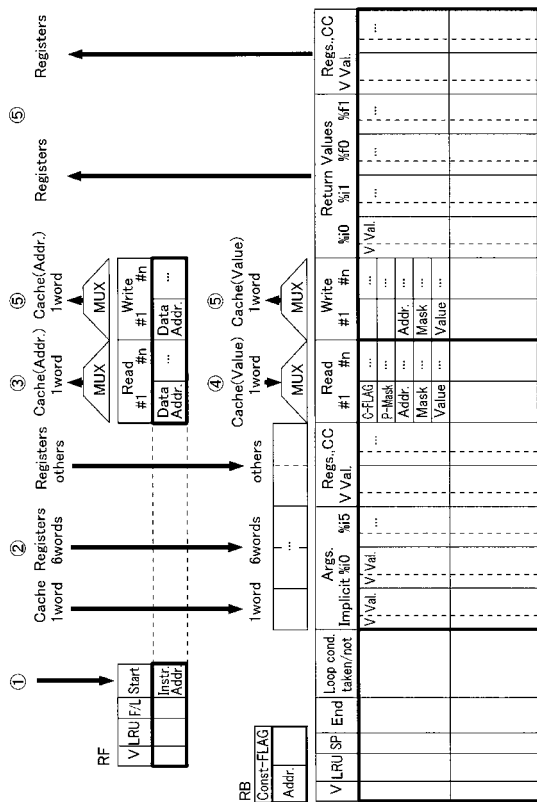 ① ② ③ ⑤ ⑤
Cache 1word
Registers 6words
Registers others
Cache(Addr.) 1word
Cache(Addr.) 1word
Registers
Registers
MUX MUX
RF
V LRU F/L Start
Instr. Addr.
Read
#1 #n
Data Addr. ...
Write
#1 #n
Data Addr. ...
④ ⑤
Cache(Value) 1word
Cache(Value) 1word
MUX MUX
1word 6words others
...
RB
Const-FLAG
Addr.
V LRU SP End
Loop cond. taken/not
Args.
Implicit %i0 %i5
V Val. V Val. ...
Regs.,CC
V Val. ...
Read
#1 #n
C-FLAG ...
P-Mask ...
Addr. ...
Mask ...
Value ...
Write
#1 #n
Addr. ...
Mask ...
Value ...
Return Values
%i0 %i1 %f0 %f1
V Val. ... ... ...
Regs.,CC
V Val. ...